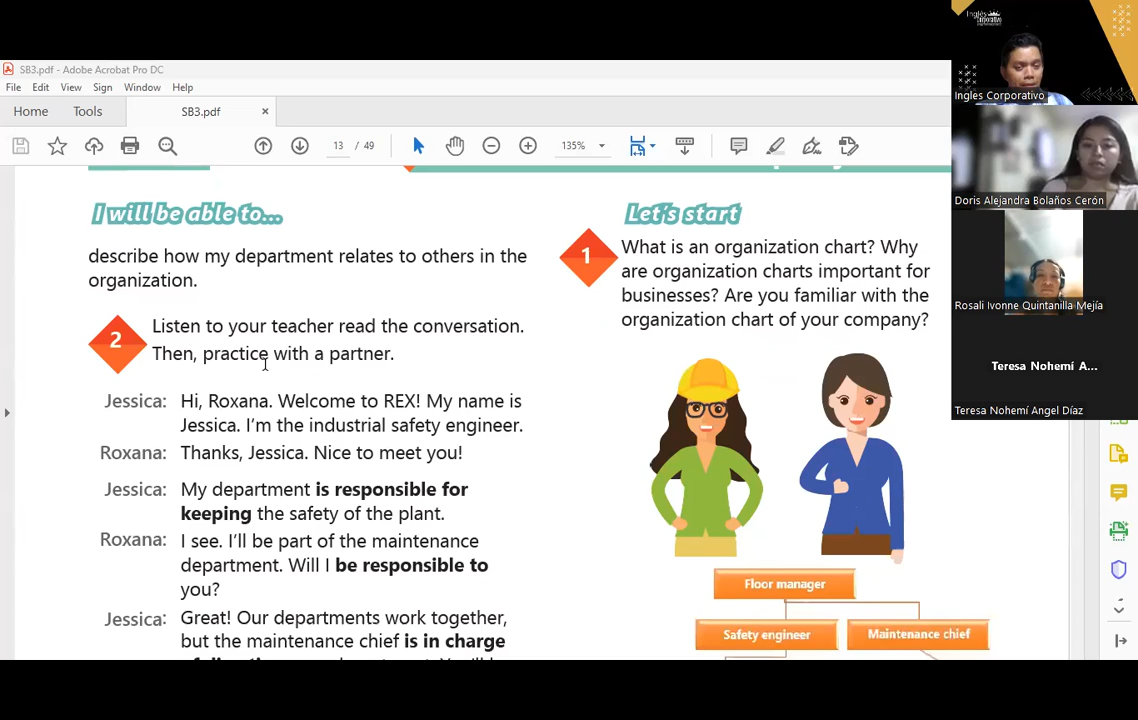 SB3.pdf - Adobe Acrobat Pro DC
File Edit View Sign Window Help
Home Tools SB3.pdf ×
13 / 49 135%
I will be able to...
describe how my department relates to others in the
organization.
2
Listen to your teacher read the conversation.
Then, practice with a partner.
Jessica: Hi, Roxana. Welcome to REX! My name is
Jessica. I'm the industrial safety engineer.
Roxana: Thanks, Jessica. Nice to meet you!
Jessica: My department is responsible for
keeping the safety of the plant.
Roxana: I see. I'll be part of the maintenance
department. Will I be responsible to
you?
Jessica: Great! Our departments work together,
but the maintenance chief is in charge
Let's start
1
What is an organization chart? Why
are organization charts important for
businesses? Are you familiar with the
organization chart of your company?
Floor manager
Safety engineer Maintenance chief
Inglés
Corporativo
Ingles Corporativo
Doris Alejandra Bolaños Cerón
Rosali Ivonne Quintanilla Mejía
Teresa Nohemí A...
Teresa Nohemí Angel Díaz